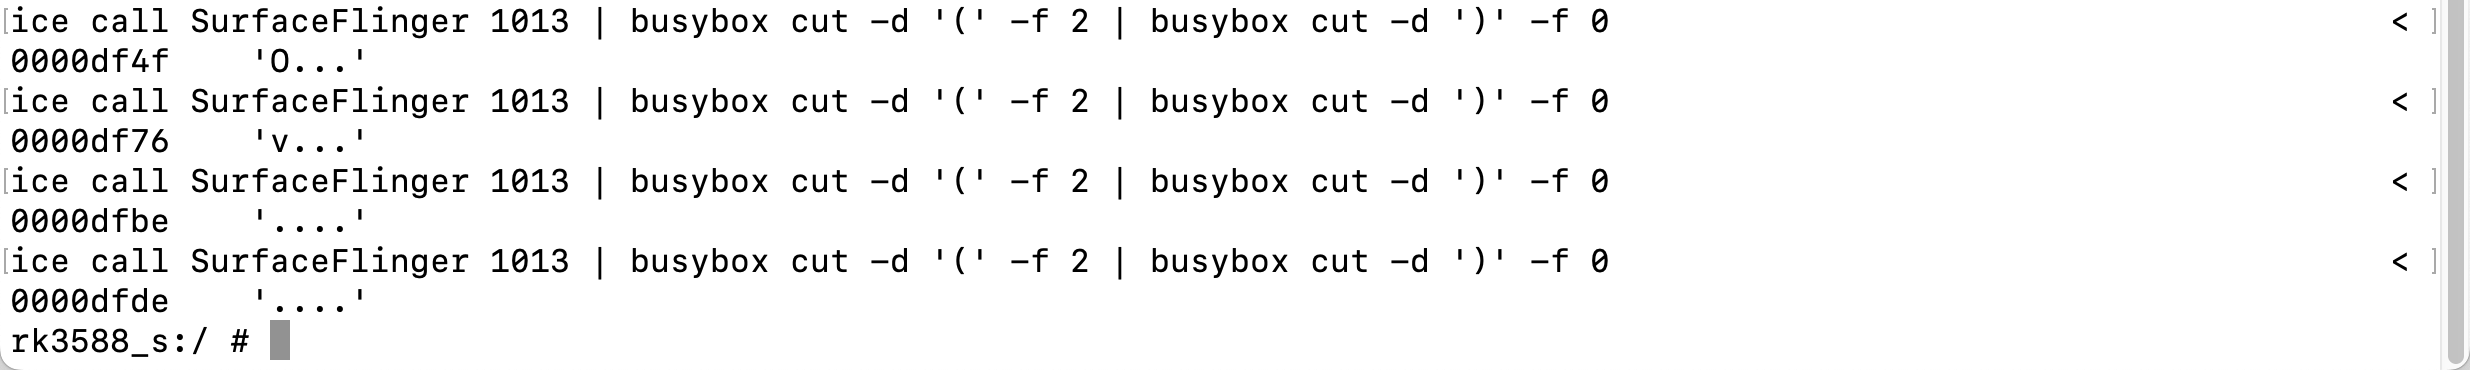 [ice call SurfaceFlinger 1013 | busybox cut -d '(' -f 2 | busybox cut -d ')' -f 0 < ]
0000df4f    'O...'
[ice call SurfaceFlinger 1013 | busybox cut -d '(' -f 2 | busybox cut -d ')' -f 0 < ]
0000df76    'v...'
[ice call SurfaceFlinger 1013 | busybox cut -d '(' -f 2 | busybox cut -d ')' -f 0 < ]
0000dfbe    '....'
[ice call SurfaceFlinger 1013 | busybox cut -d '(' -f 2 | busybox cut -d ')' -f 0 < ]
0000dfde    '....'
rk3588_s:/ #